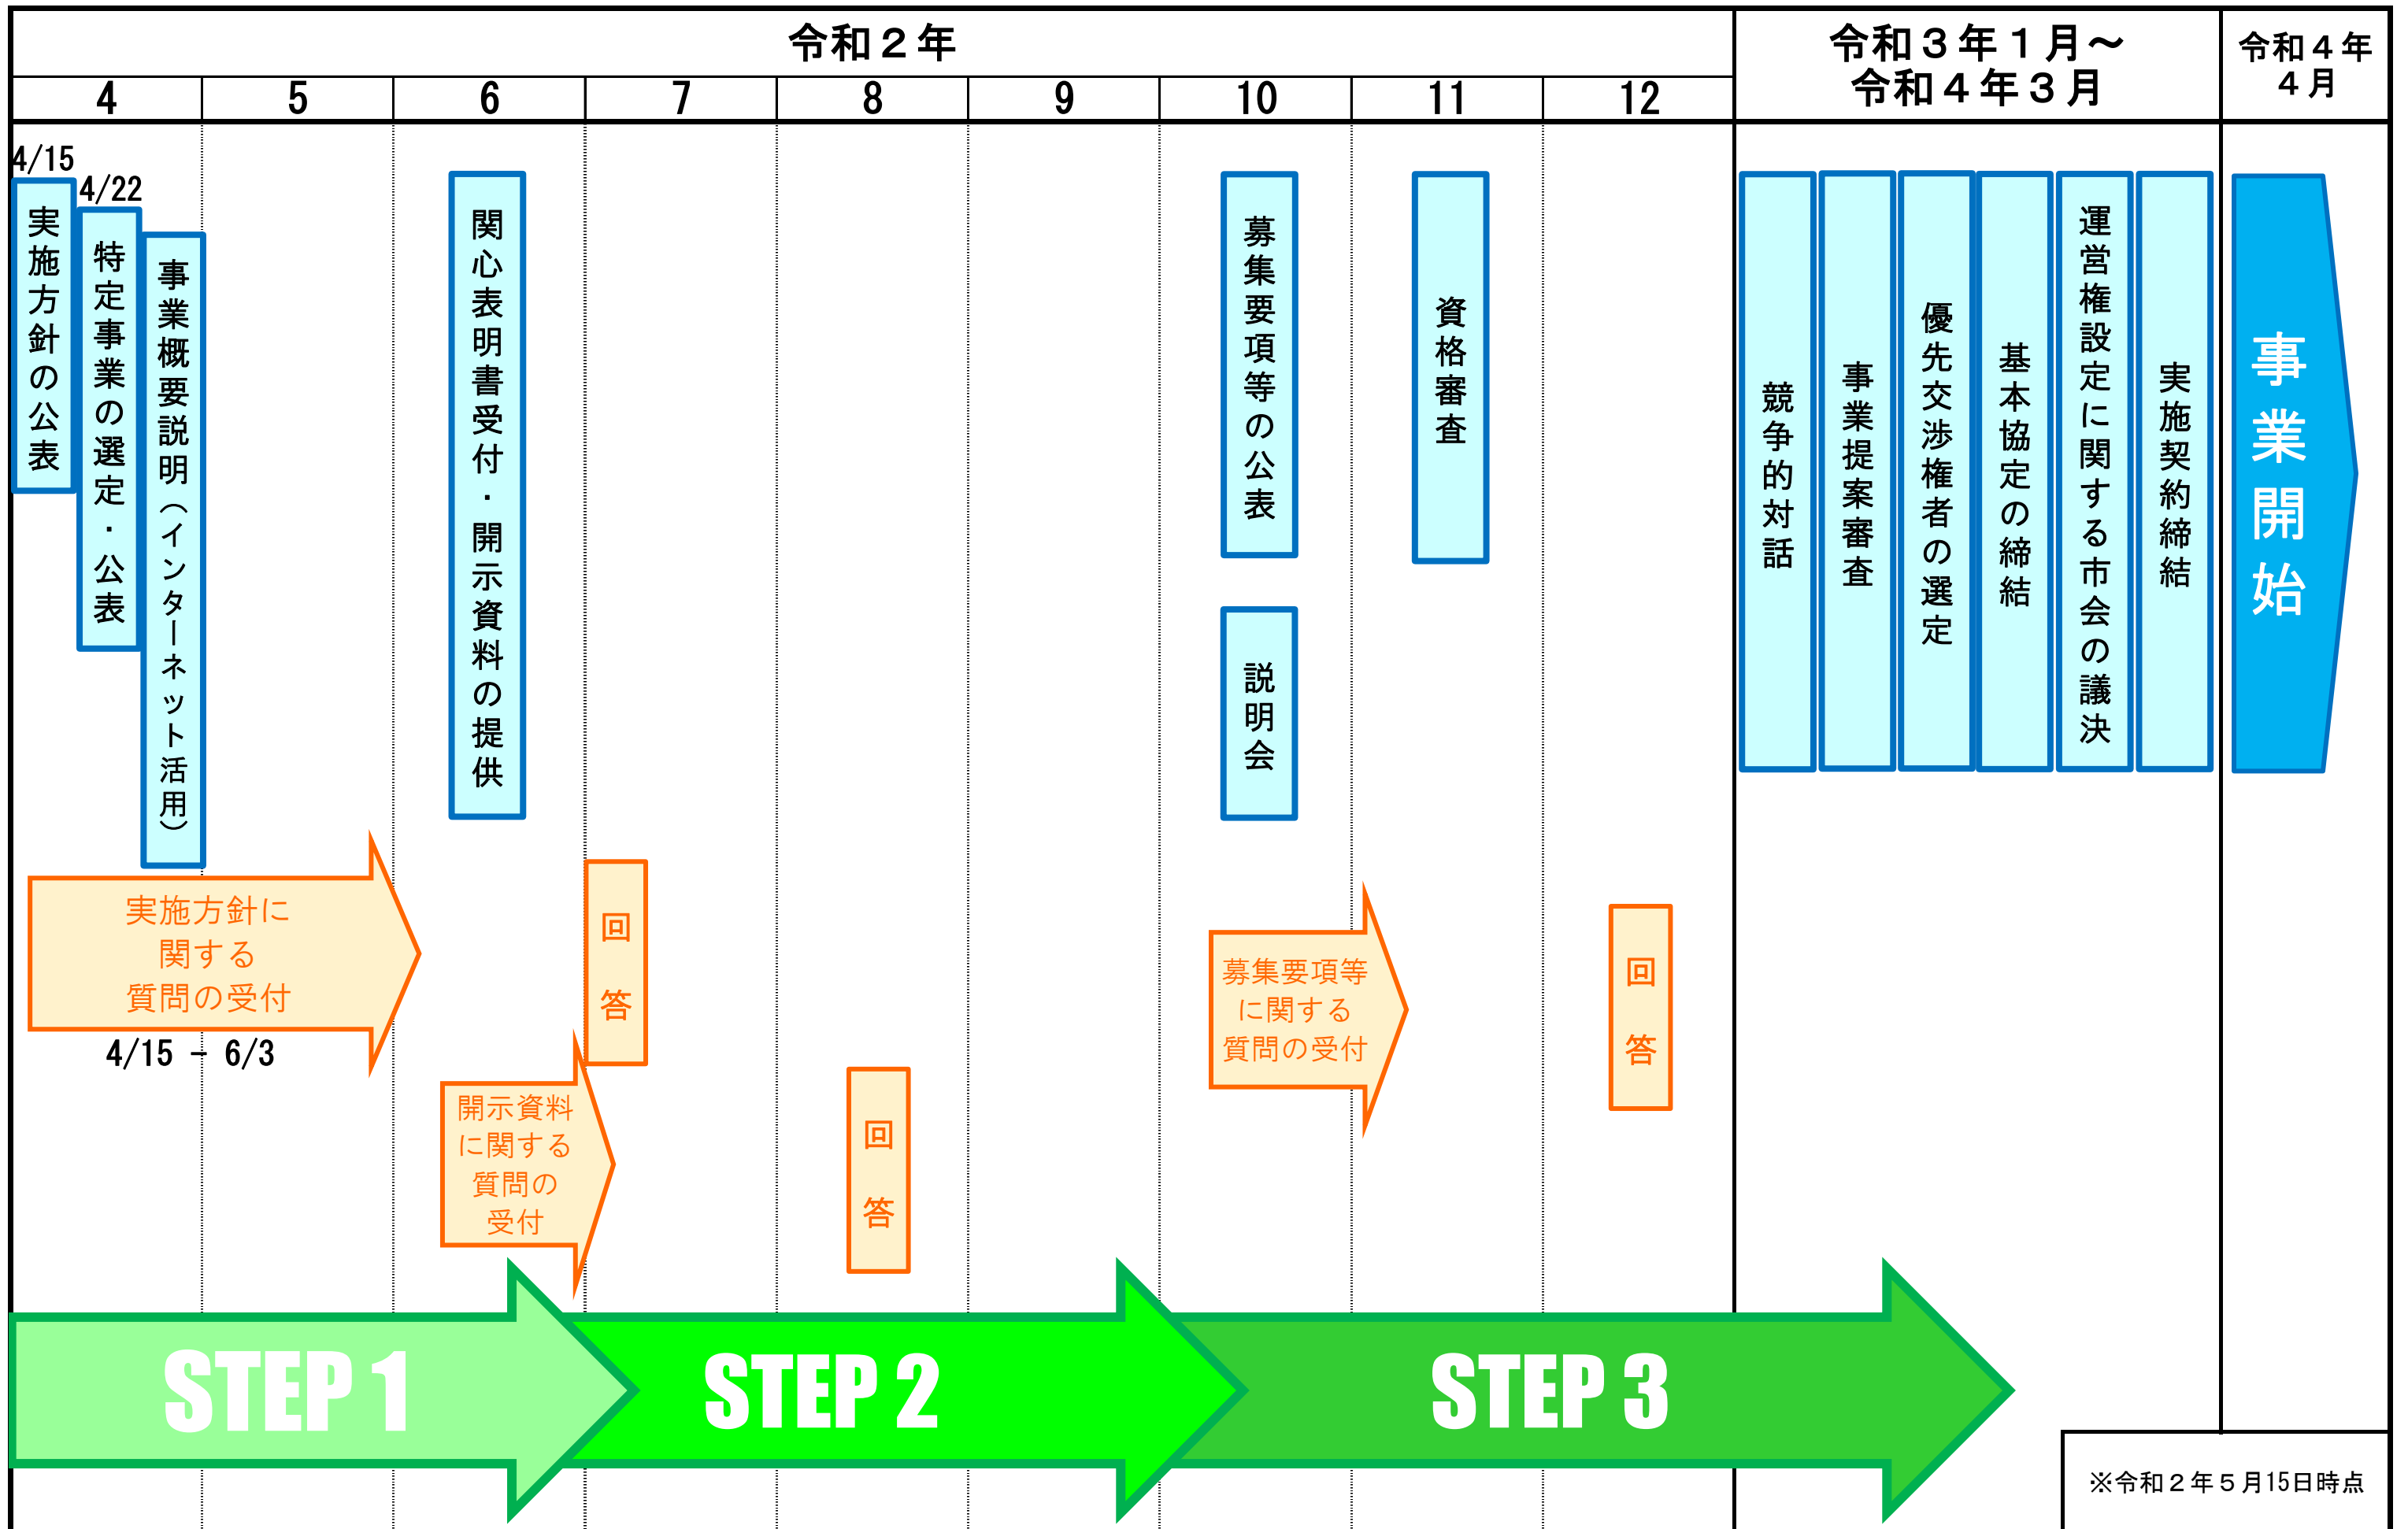 令和２年
令和３年１月～
令和４年３月
令和４年
４月
4
5
6
7
8
9
10
11
12
4/15
実施方針の公表
4/22
特定事業の選定・公表
事業概要説明（インターネット活用）
関心表明書受付・開示資料の提供
募集要項等の公表
説明会
資格審査
競争的対話
事業提案審査
優先交渉権者の選定
基本協定の締結
運営権設定に関する市会の議決
実施契約締結
事業開始
実施方針に
関する
質問の受付
4/15 － 6/3
回答
開示資料
に関する
質問の
受付
回答
募集要項等
に関する
質問の受付
回答
STEP 1
STEP 2
STEP 3
※令和２年５月15日時点